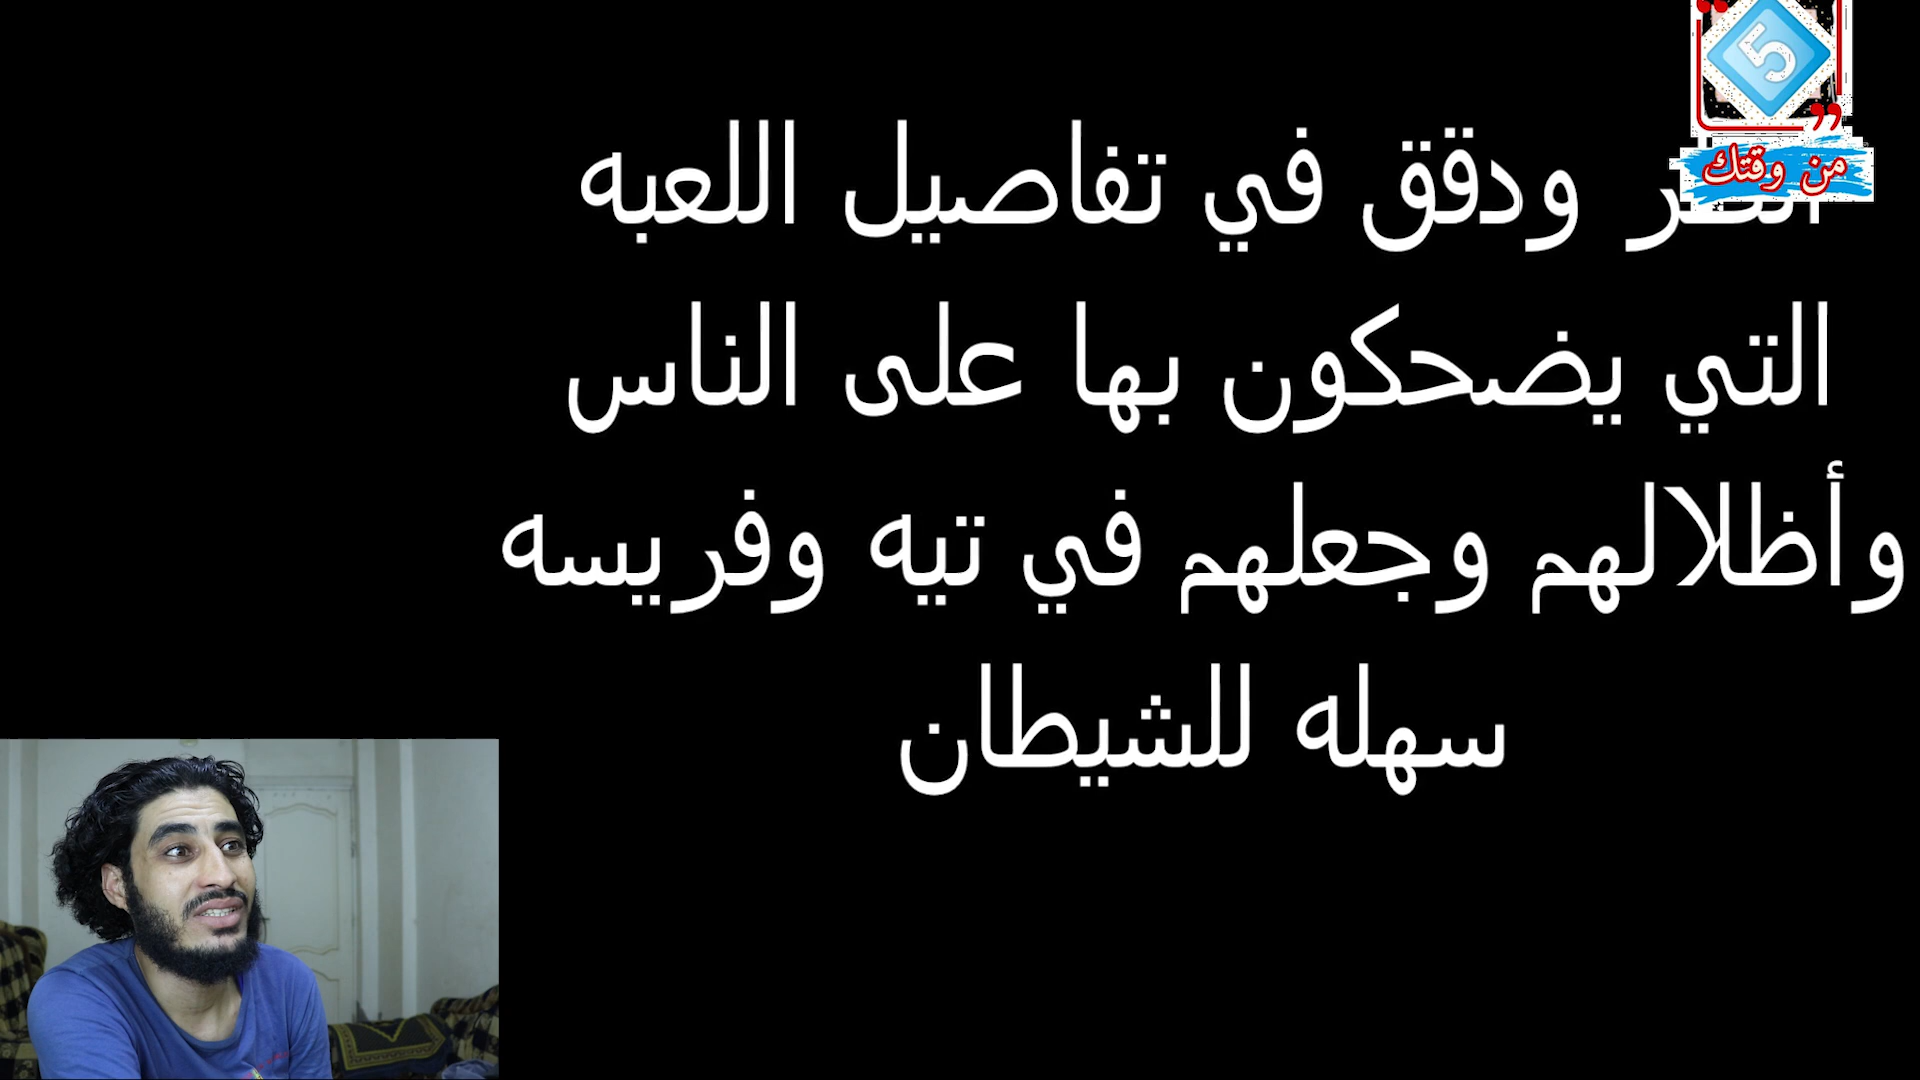 5
من وقتك
ودقق في تفاصيل اللعبه
التي يضحكون بها على الناس
وأظلالهم وجعلهم في تيه وفريسه
سهله للشيطان